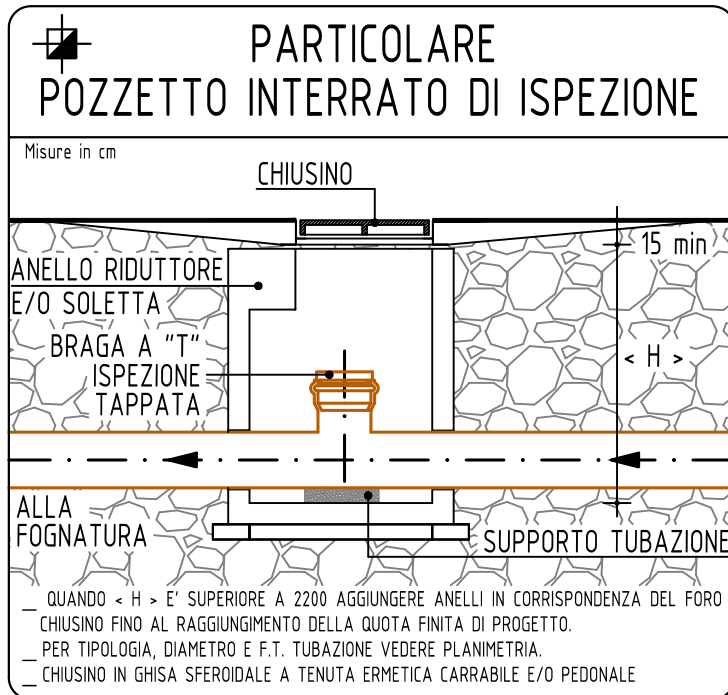 PARTICOLARE
POZZETTO INTERRATO DI ISPEZIONE
Misure in cm
CHIUSINO
15 min
ANELLO RIDUTTORE
E/O SOLETTA
BRAGA A "T"
ISPEZIONE
TAPPATA
< H >
ALLA
FOGNATURA
SUPPORTO TUBAZIONE
_ QUANDO < H > E' SUPERIORE A 2200 AGGIUNGERE ANELLI IN CORRISPONDENZA DEL FORO
CHIUSINO FINO AL RAGGIUNGIMENTO DELLA QUOTA FINITA DI PROGETTO.
_ PER TIPOLOGIA, DIAMETRO E F.T. TUBAZIONE VEDERE PLANIMETRIA.
_ CHIUSINO IN GHISA SFEROIDALE A TENUTA ERMETICA CARRABILE E/O PEDONALE